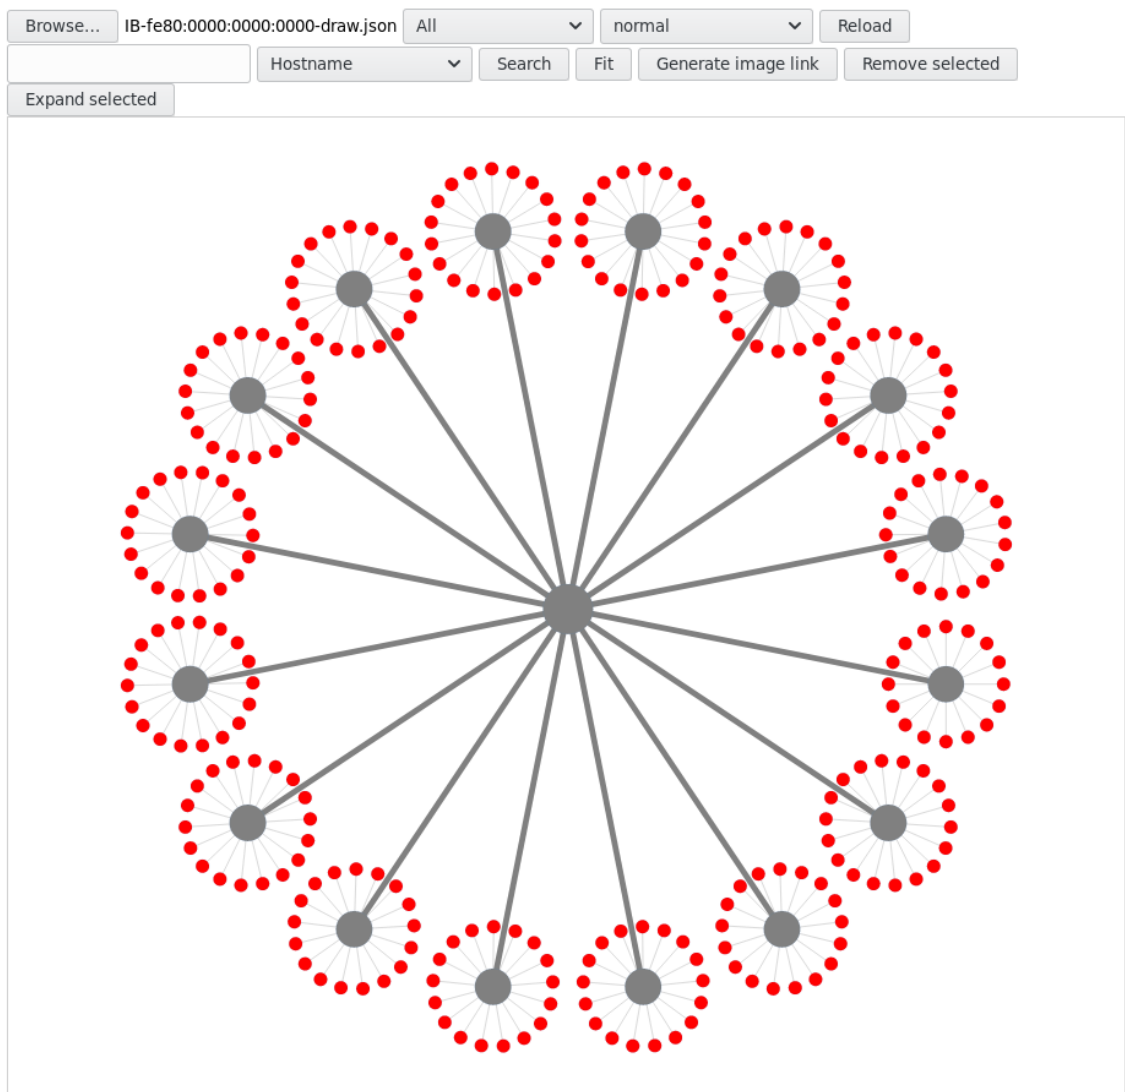 Browse... IB-fe80:0000:0000:0000-draw.json All normal Reload
Hostname Search Fit Generate image link Remove selected
Expand selected